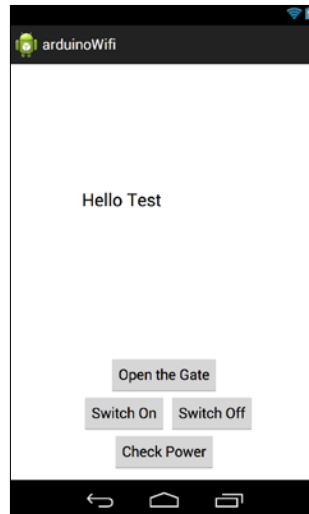 arduinoWifi
Hello Test
Open the Gate
Switch On Switch Off
Check Power